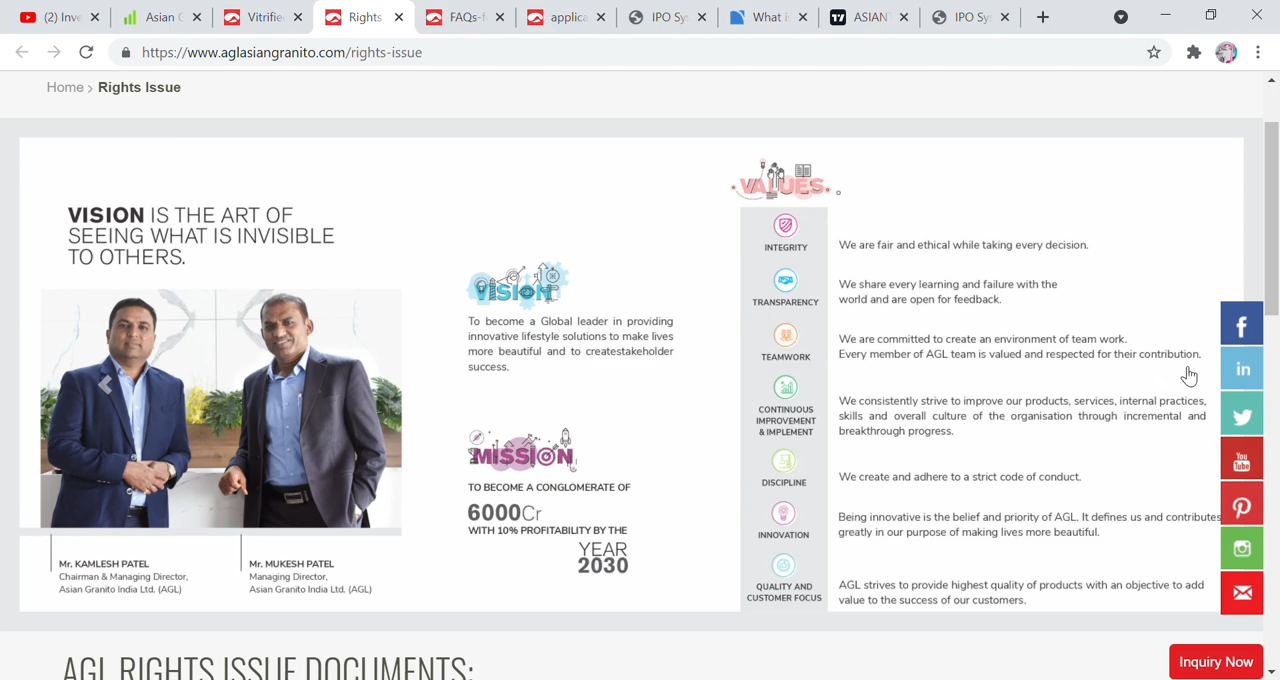 (2) Inve
Asian G
Vitrifie
Rights
FAQs-f
applica
IPO Sy
What i
ASIANT
IPO Sy
https://www.aglasiangranito.com/rights-issue
Home › Rights Issue
VISION IS THE ART OF
SEEING WHAT IS INVISIBLE
TO OTHERS.
Mr. KAMLESH PATEL
Chairman & Managing Director,
Asian Granito India Ltd. (AGL)
Mr. MUKESH PATEL
Managing Director,
Asian Granito India Ltd. (AGL)
VISION
To become a Global leader in providing
innovative lifestyle solutions to make lives
more beautiful and to createstakeholder
success.
MISSION
TO BECOME A CONGLOMERATE OF
6000Cr
WITH 10% PROFITABILITY BY THE
YEAR
2030
VALUES
INTEGRITY
We are fair and ethical while taking every decision.
TRANSPARENCY
We share every learning and failure with the
world and are open for feedback.
TEAMWORK
We are committed to create an environment of team work.
Every member of AGL team is valued and respected for their contribution.
CONTINUOUS
IMPROVEMENT
& IMPLEMENT
We consistently strive to improve our products, services, internal practices,
skills and overall culture of the organisation through incremental and
breakthrough progress.
DISCIPLINE
We create and adhere to a strict code of conduct.
INNOVATION
Being innovative is the belief and priority of AGL. It defines us and contributes
greatly in our purpose of making lives more beautiful.
QUALITY AND
CUSTOMER FOCUS
AGL strives to provide highest quality of products with an objective to add
value to the success of our customers.
f
in
You
Tube
Inquiry Now
AGL RIGHTS ISSUE DOCUMENTS: